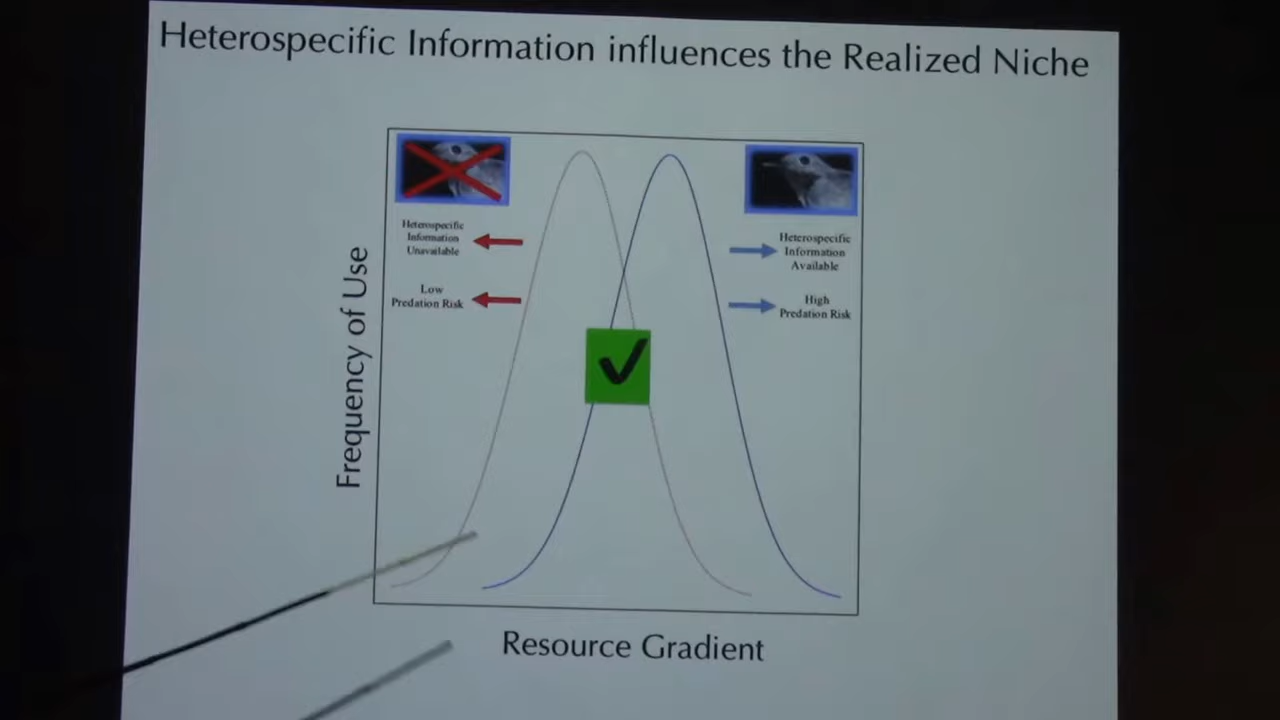 Heterospecific Information influences the Realized Niche
Heterospecific
Information
Unavailable
Low
Predation Risk
Heterospecific
Information
Available
High
Predation Risk
Frequency of Use
Resource Gradient